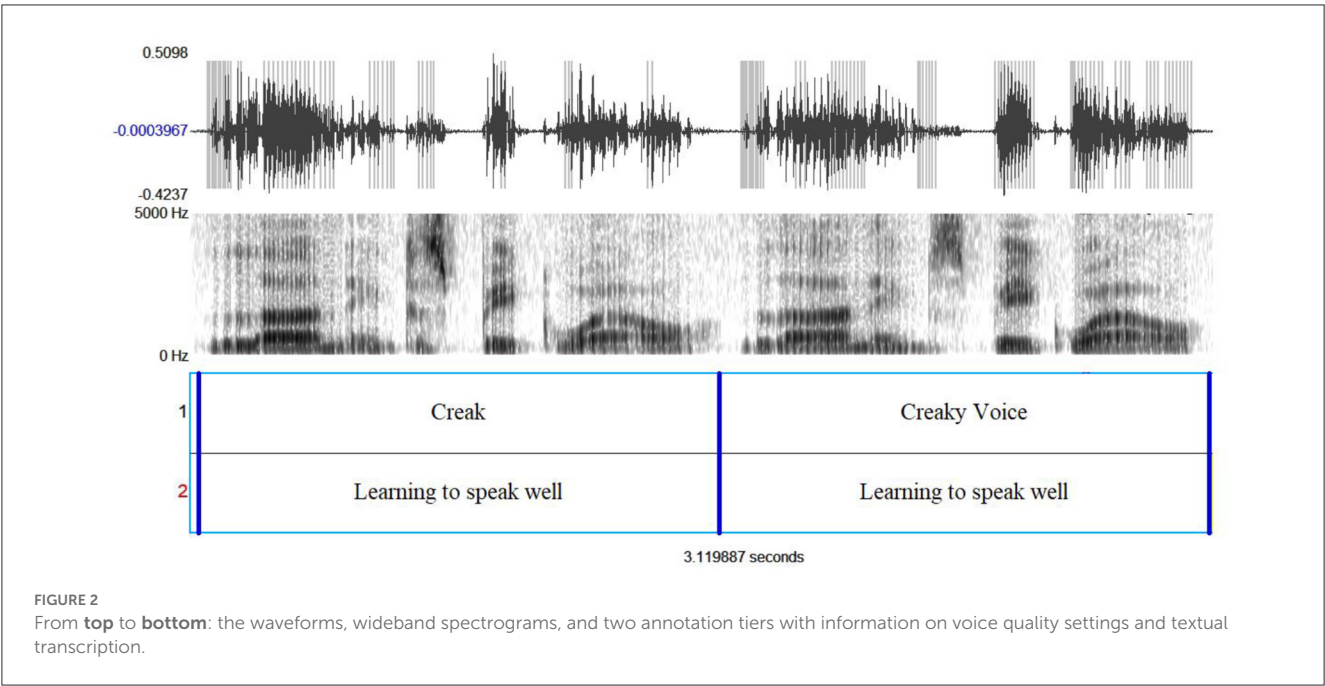 0.5098
-0.0003967
-0.4237
5000 Hz
0 Hz
1
Creak
Creaky Voice
2
Learning to speak well
Learning to speak well
3.119887 seconds
FIGURE 2
From top to bottom: the waveforms, wideband spectrograms, and two annotation tiers with information on voice quality settings and textual
transcription.